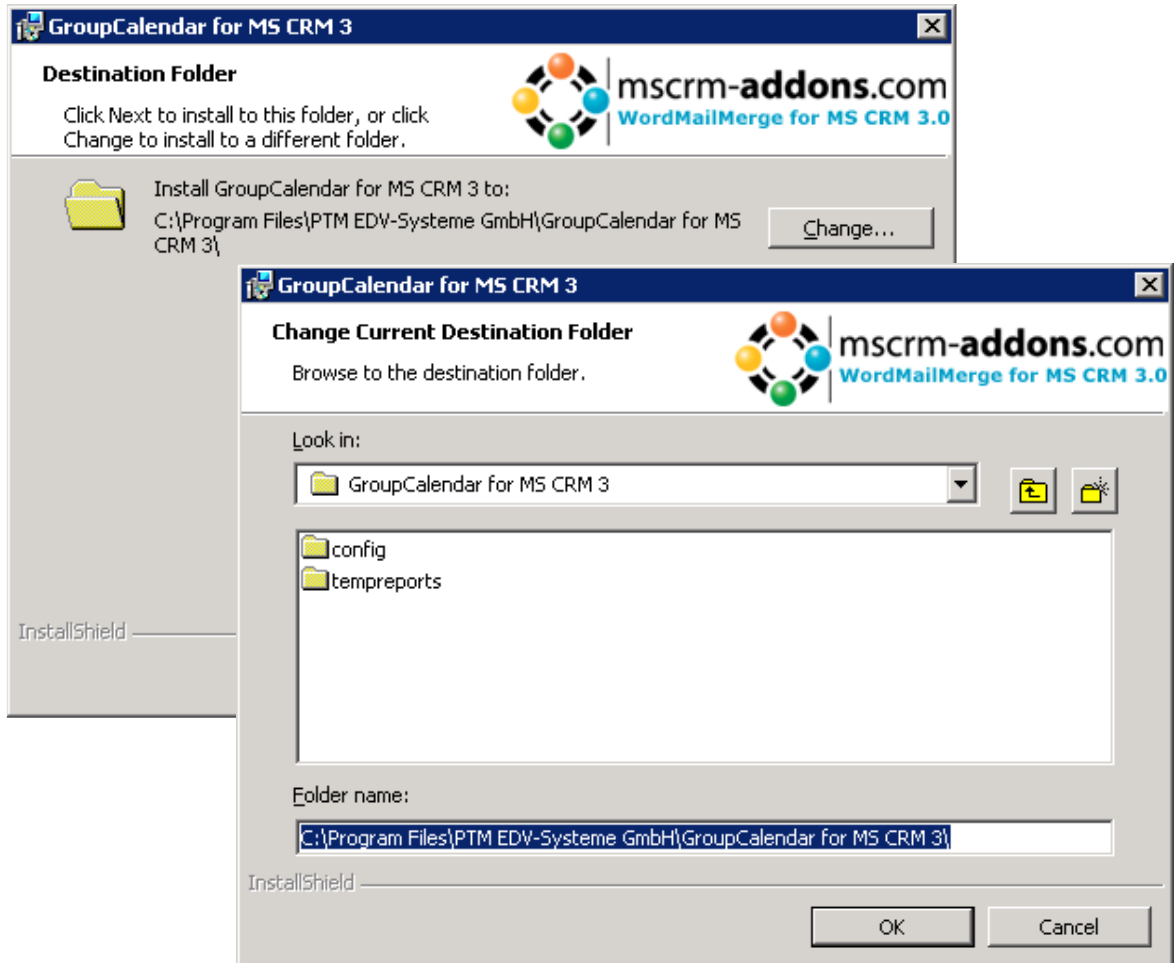 GroupCalendar for MS CRM 3
Destination Folder
Click Next to install to this folder, or click
Change to install to a different folder.
mscrm-addons.com
WordMailMerge for MS CRM 3.0
Install GroupCalendar for MS CRM 3 to:
C:\Program Files\PTM EDV-Systeme GmbH\GroupCalendar for MS
CRM 3\
Change...
InstallShield
GroupCalendar for MS CRM 3
Change Current Destination Folder
Browse to the destination folder.
mscrm-addons.com
WordMailMerge for MS CRM 3.0
Look in:
GroupCalendar for MS CRM 3
config
tempreports
Folder name:
C:\Program Files\PTM EDV-Systeme GmbH\GroupCalendar for MS CRM 3\
InstallShield
OK
Cancel